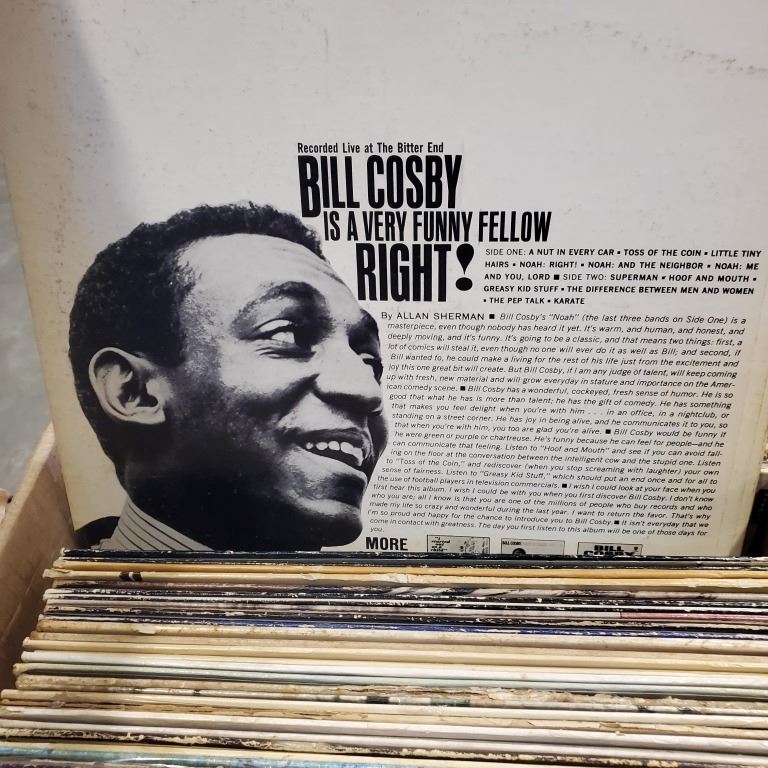 Recorded Live at The Bitter End
BILL COSBY
IS A VERY FUNNY FELLOW
RIGHT!
SIDE ONE: A NUT IN EVERY CAR ▪ TOSS OF THE COIN ▪ LITTLE TINY
HAIRS ▪ NOAH: RIGHT! ▪ NOAH: AND THE NEIGHBOR ▪ NOAH: ME
AND YOU, LORD ■ SIDE TWO: SUPERMAN ▪ HOOF AND MOUTH ▪
GREASY KID STUFF ▪ THE DIFFERENCE BETWEEN MEN AND WOMEN
▪ THE PEP TALK ▪ KARATE
By ALLAN SHERMAN ■ Bill Cosby's "Noah" (the last three bands on Side One) is a
masterpiece, even though nobody has heard it yet. It's warm, and human, and honest, and
deeply moving, and it's funny. It's going to be a classic, and that means two things: first, a
lot of comics will steal it, even though no one will ever do it as well as Bill; and second, if
Bill wanted to, he could make a living for the rest of his life just from the excitement and
joy this one great bit will create. But Bill Cosby, if I am any judge of talent, will keep coming
up with fresh, new material and will grow everyday in stature and importance on the Amer-
ican comedy scene. ■ Bill Cosby has a wonderful, cockeyed, fresh sense of humor. He is so
good that what he has is more than talent; he has the gift of comedy. He has something
that makes you feel delight when you're with him . . . in an office, in a nightclub, or
standing on a street corner. He has joy in being alive, and he communicates it to you, so
that when you're with him, you too are glad you're alive. ■ Bill Cosby would be funny if
he were green or purple or chartreuse. He's funny because he can feel for people—and he
can communicate that feeling. Listen to "Hoof and Mouth" and see if you can avoid fall-
ing on the floor at the conversation between the intelligent cow and the stupid one. Listen
to "Toss of the Coin," and rediscover (when you stop screaming with laughter) your own
sense of fairness. Listen to "Greasy Kid Stuff," which should put an end once and for all to
the use of football players in television commercials. ■ I wish I could look at your face when you
first hear this album. I wish I could be with you when you first discover Bill Cosby. I don't know
who you are; all I know is that you are one of the millions of people who buy records and who
made my life so crazy and wonderful during the last year. I want to return the favor. That's why
I'm so proud and happy for the chance to introduce you to Bill Cosby. ■ It isn't everyday that we
come in contact with greatness. The day you first listen to this album will be one of those days for
you.
MORE
BILL COSBY
BILL